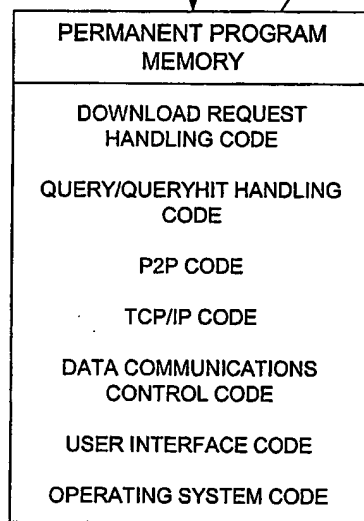 PERMANENT PROGRAM
MEMORY
DOWNLOAD REQUEST
HANDLING CODE
QUERY/QUERYHIT HANDLING
CODE
P2P CODE
TCP/IP CODE
DATA COMMUNICATIONS
CONTROL CODE
USER INTERFACE CODE
OPERATING SYSTEM CODE